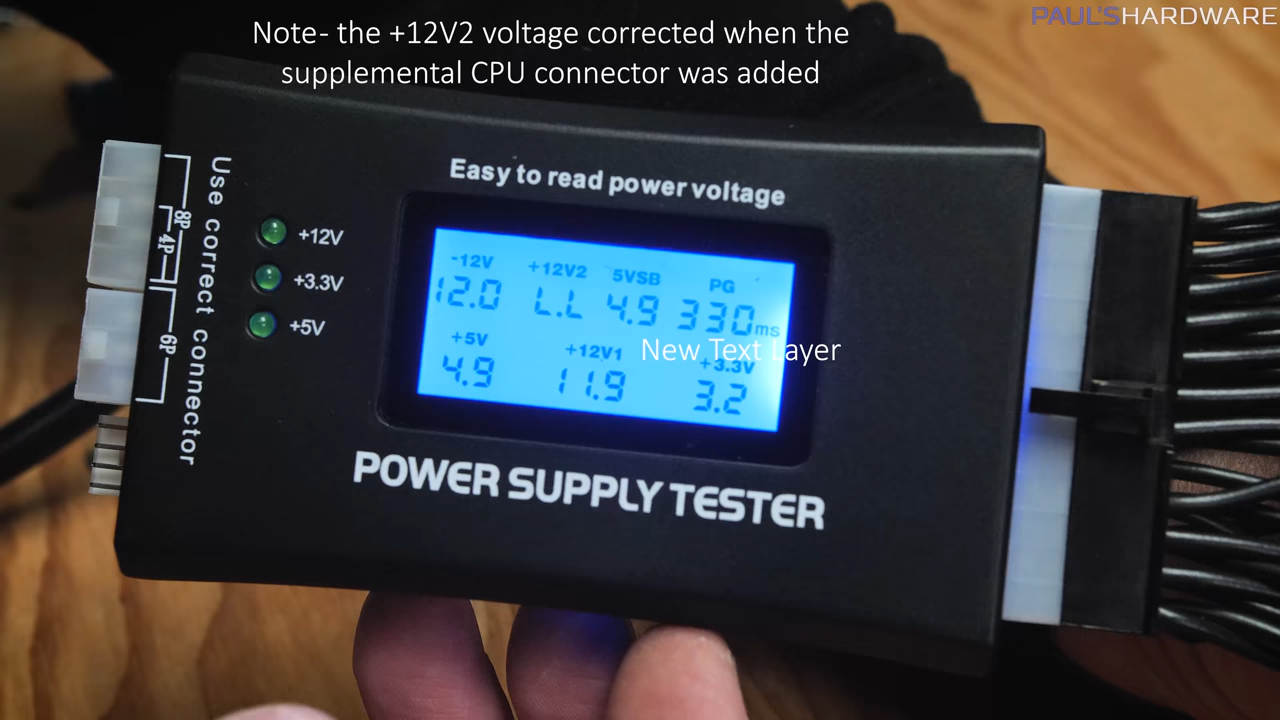 PAUL'SHARDWARE
Note- the +12V2 voltage corrected when the
supplemental CPU connector was added
Easy to read power voltage
Use correct connector
8P
4P
6P
+12V
+3.3V
+5V
-12V +12V2 5VSB PG
12.0 L.L 4.9 330ms
+5V +12V1 +3.3V
4.9 11.9 3.2
New Text Layer
POWER SUPPLY TESTER